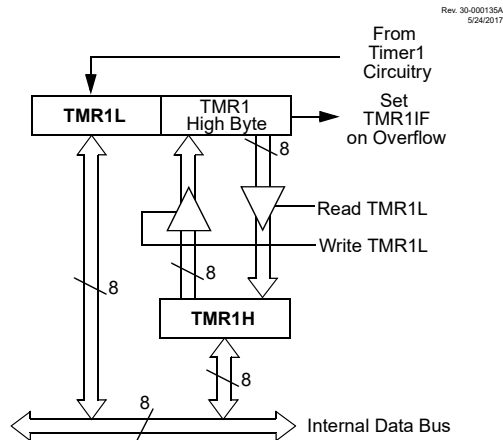 Rev. 30-000135A
5/24/2017
From
Timer1
Circuitry
TMR1L
TMR1
High Byte
Set
TMR1IF
on Overflow
8
Read TMR1L
Write TMR1L
8
8
TMR1H
8
8
Internal Data Bus